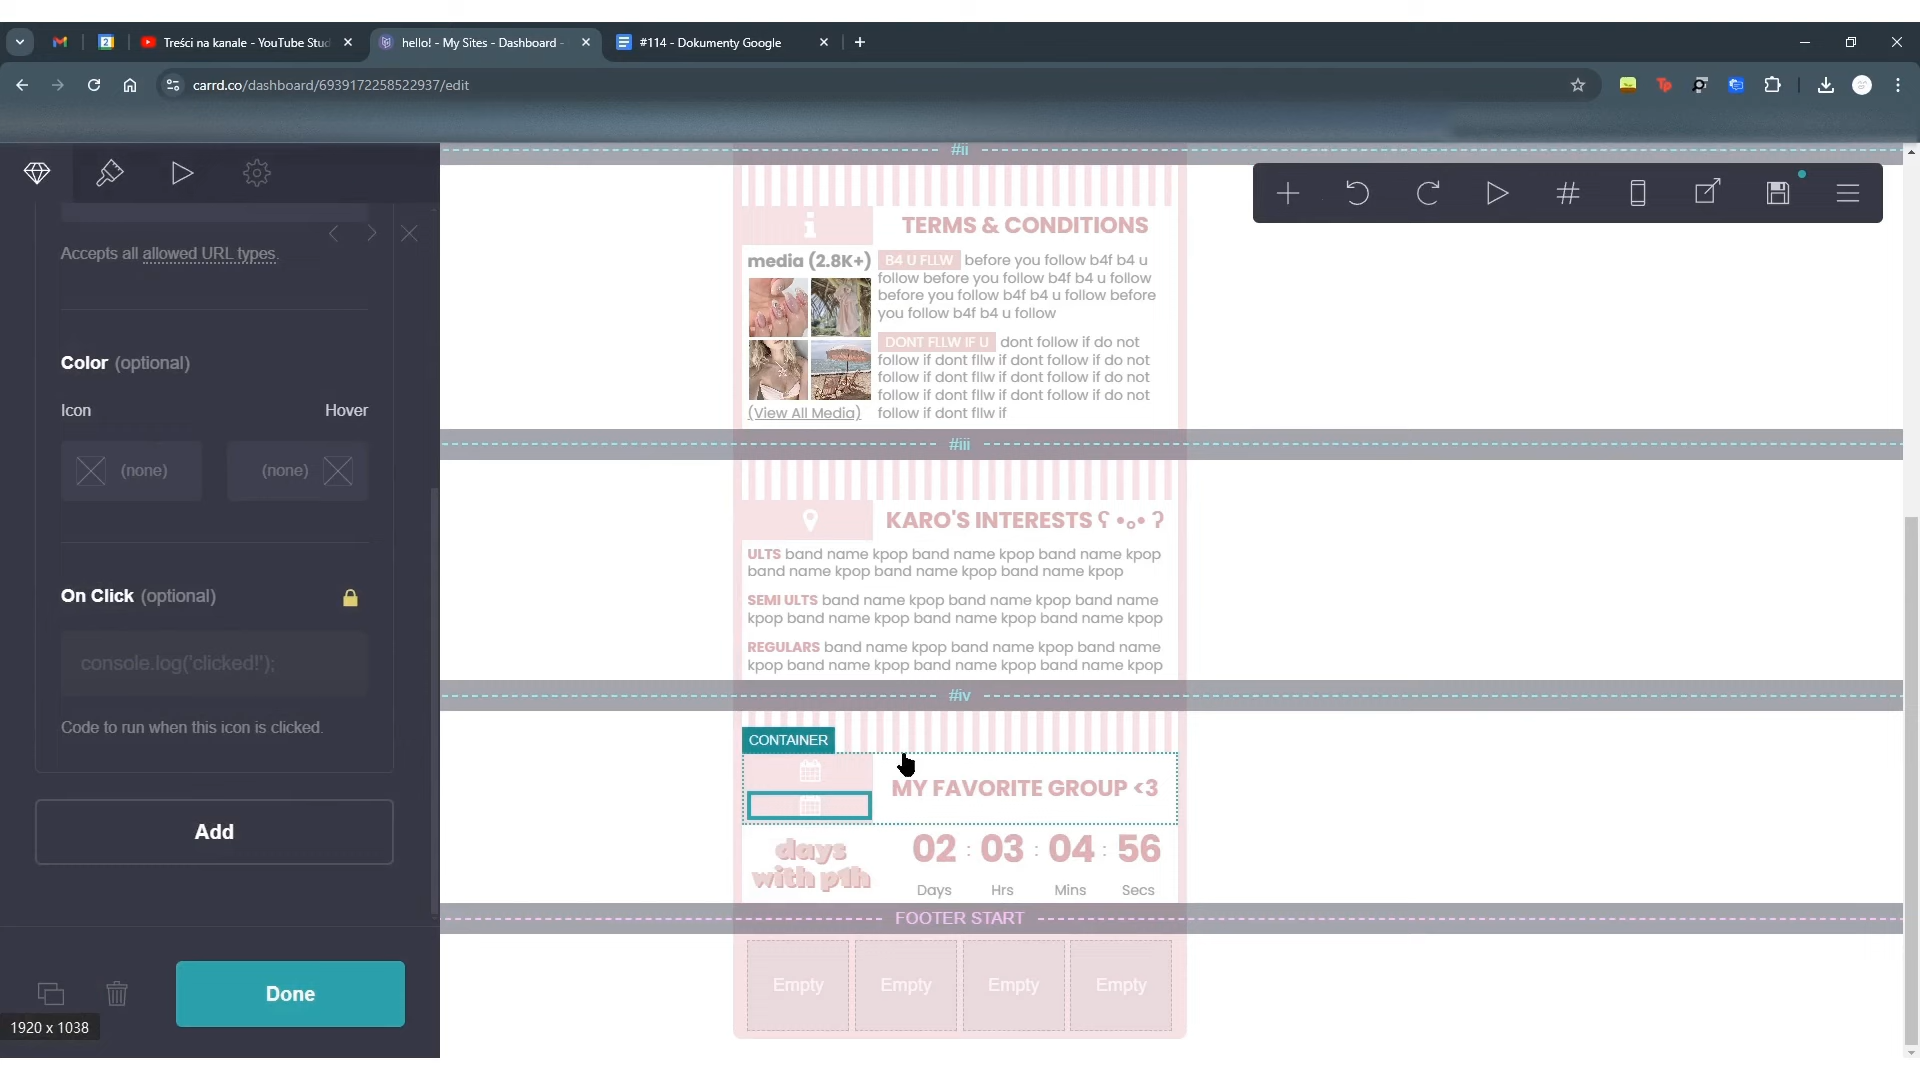 Treści na kanale - YouTube Stud
hello! - My Sites - Dashboard -
#114 - Dokumenty Google
carrd.co/dashboard/6939172258522937/edit
Accepts all allowed URL types.
Color (optional)
Icon
Hover
(none)
(none)
On Click (optional)
console.log('clicked!');
Code to run when this icon is clicked.
Add
Done
1920 x 1038
#ii
TERMS & CONDITIONS
media (2.8K+)
(View All Media)
B4 U FLLW before you follow b4f b4 u
follow before you follow b4f b4 u follow
before you follow b4f b4 u follow before
you follow b4f b4 u follow
DONT FLLW IF U dont follow if do not
follow if dont fllw if dont follow if do not
follow if dont fllw if dont follow if do not
follow if dont fllw if dont follow if do not
follow if dont fllw if
#iii
KARO'S INTERESTS ʕ •ₒ• ʔ
ULTS band name kpop band name kpop band name kpop
band name kpop band name kpop band name kpop
SEMI ULTS band name kpop band name kpop band name
kpop band name kpop band name kpop band name kpop
REGULARS band name kpop band name kpop band name
kpop band name kpop band name kpop band name kpop
#iv
CONTAINER
MY FAVORITE GROUP <3
days
with p1h
02 : 03 : 04 : 56
Days Hrs Mins Secs
FOOTER START
Empty
Empty
Empty
Empty